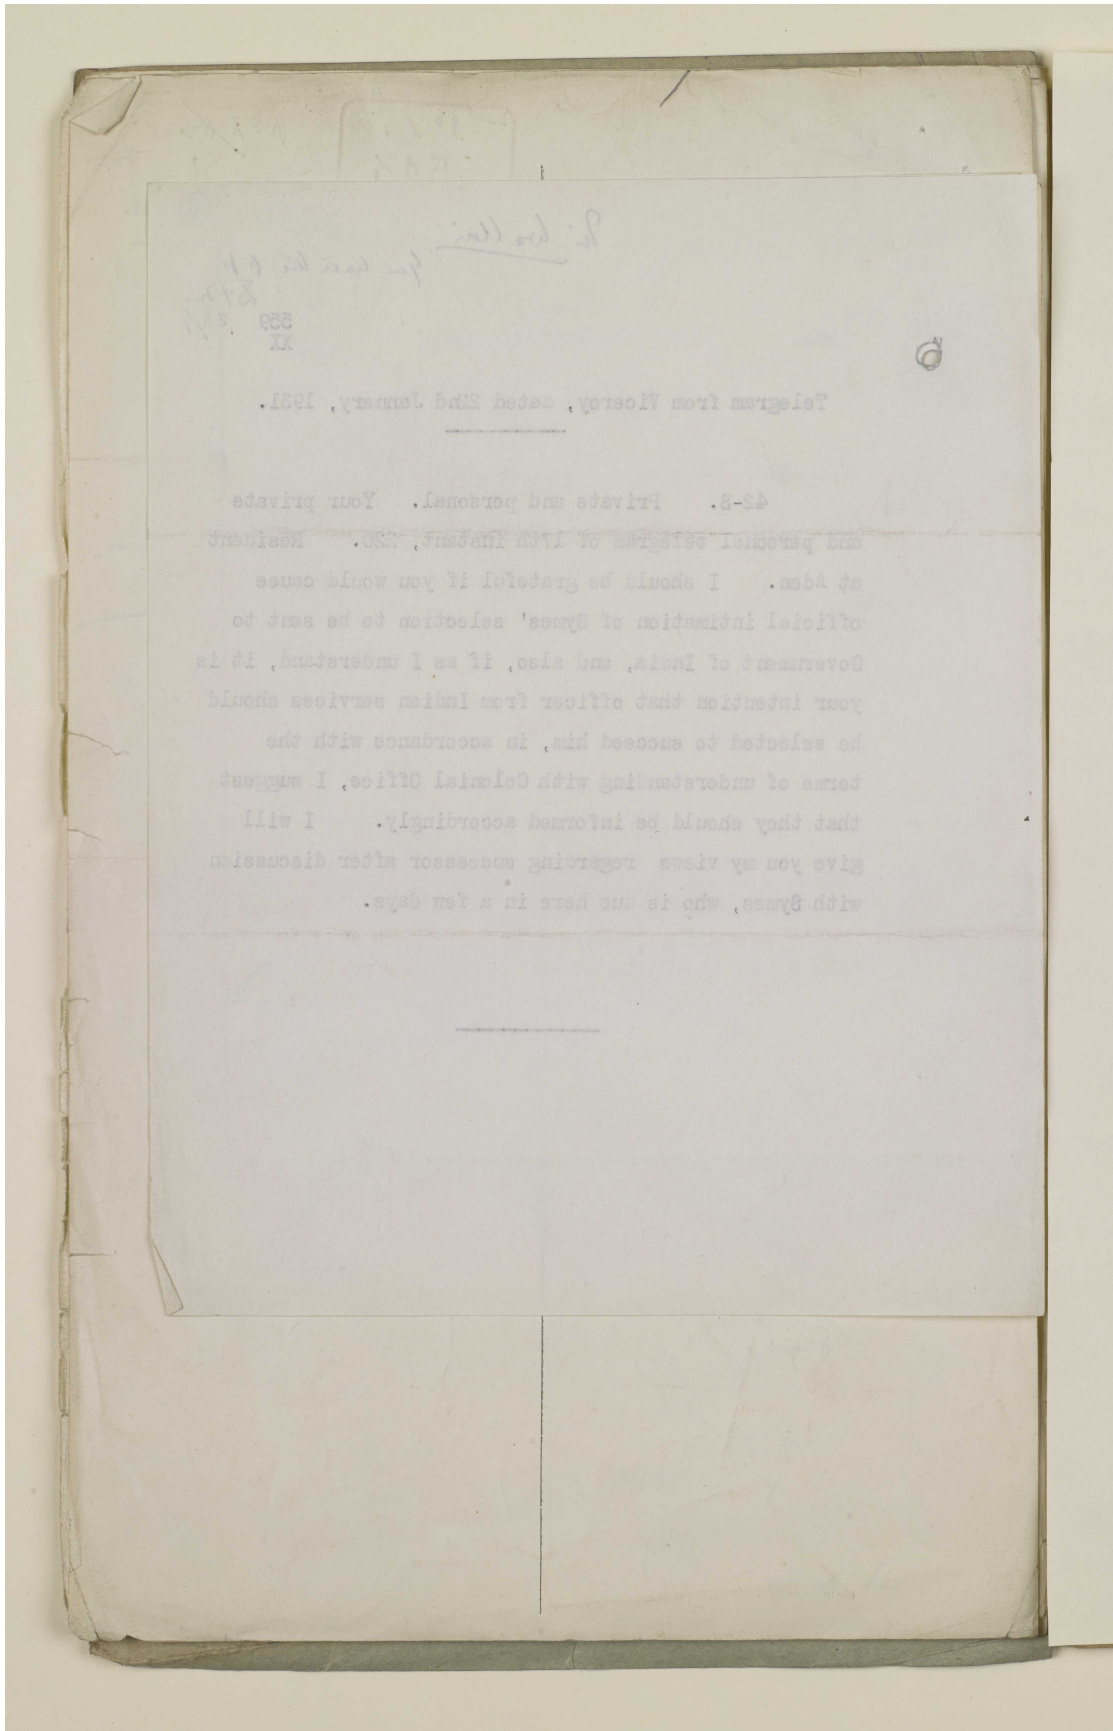 559
XX
Telegram from Viceroy, dated 22nd January, 1931.
42-S. Private and personal. Your private
and personal telegram of 17th instant, 220. Resident
at Aden. I should be grateful if you would cause
official intimation of Symes' selection to be sent to
Government of India, and also, if as I understand, it is
your intention that officer from Indian services should
be selected to succeed him, in accordance with the
terms of understanding with Colonial Office, I suggest
that they should be informed accordingly. I will
give you my views regarding successor after discussion
with Symes, who is due here in a few days.